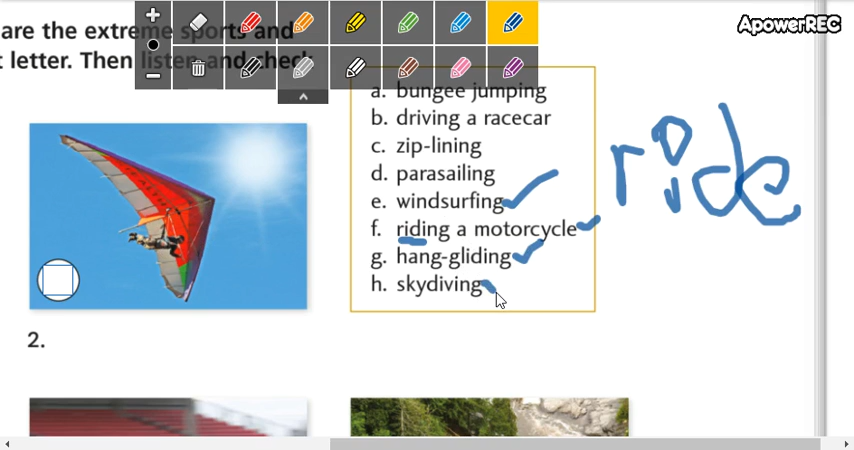 ApowerREC
are the extreme sports and
t letter. Then listen and check
a. bungee jumping
b. driving a racecar
c. zip-lining
d. parasailing
e. windsurfing
f. riding a motorcycle
g. hang-gliding
h. skydiving
ride
2.